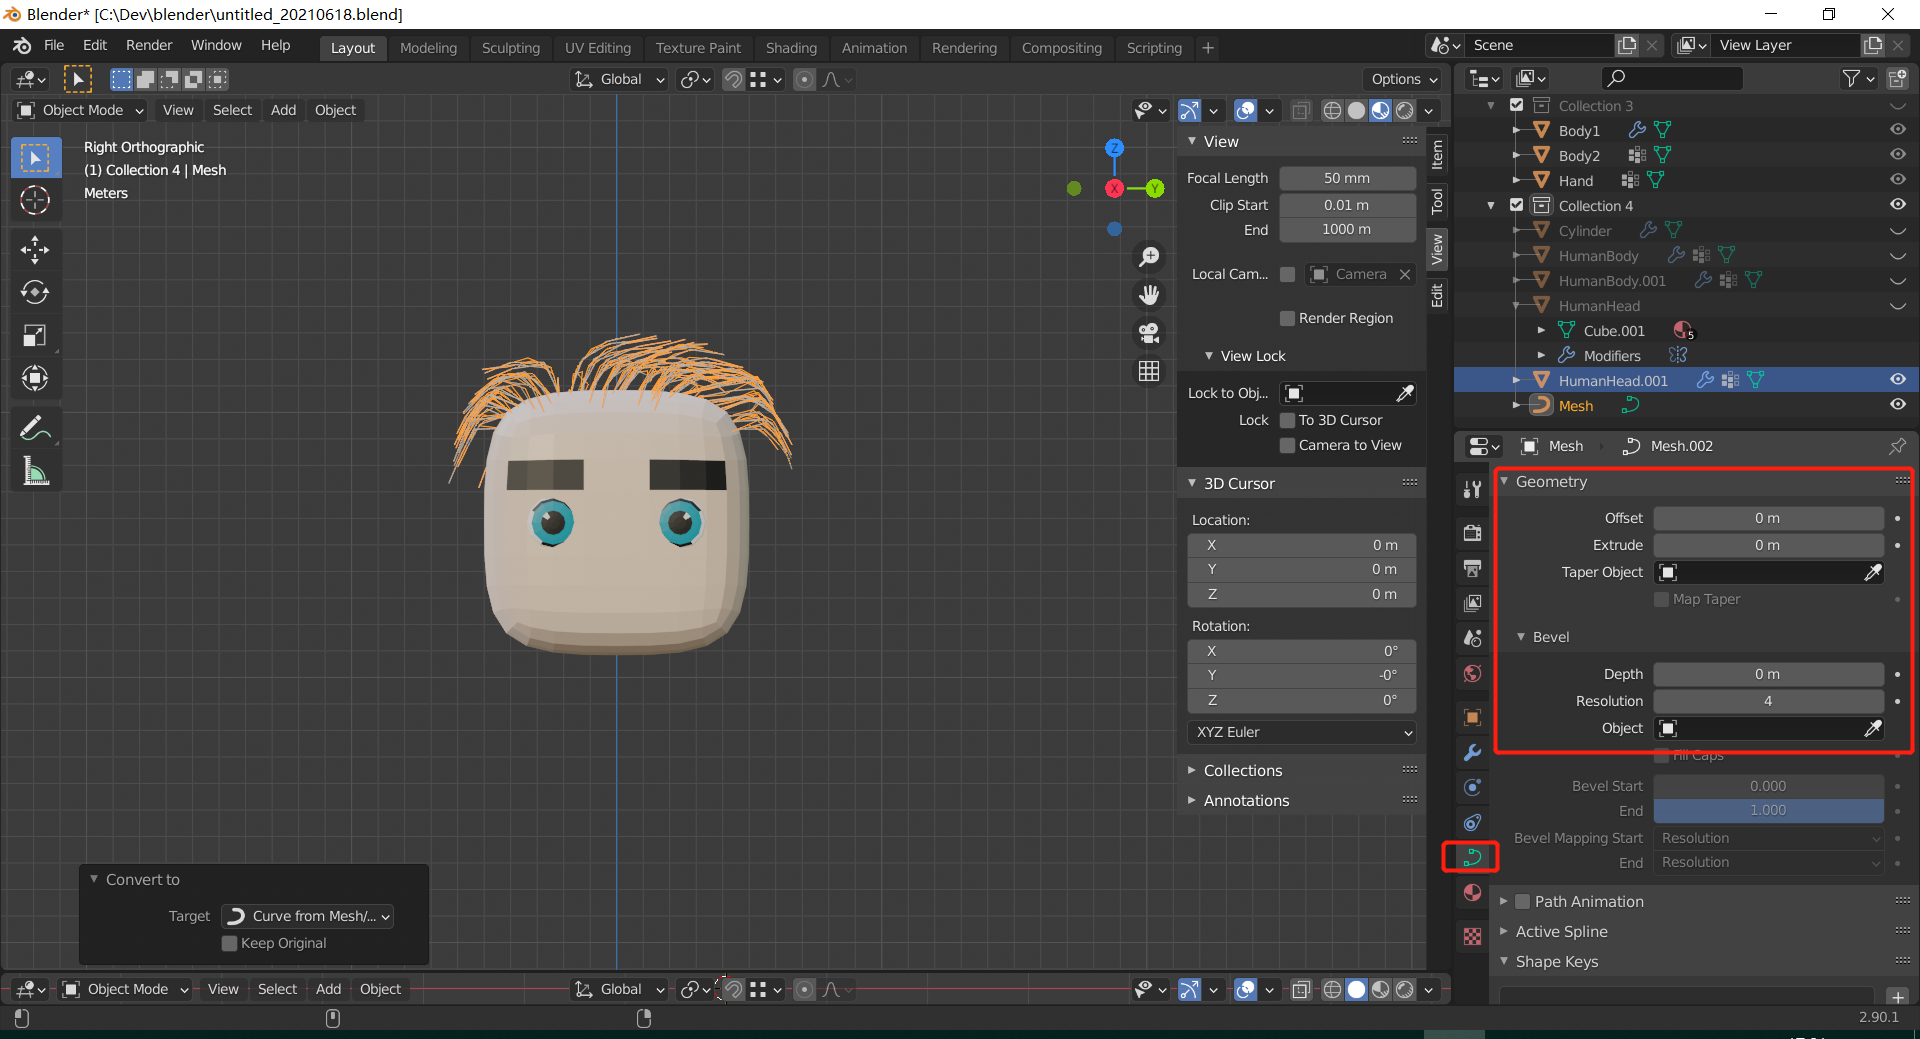 Blender* [C:\Dev\blender\untitled_20210618.blend]
File Edit Render Window Help
Layout Modeling Sculpting UV Editing Texture Paint Shading Animation Rendering Compositing Scripting +
Scene
View Layer
Global
Options
Object Mode View Select Add Object
Right Orthographic
(1) Collection 4 | Mesh
Meters
Z
X
Y
View
Focal Length 50 mm
Clip Start 0.01 m
End 1000 m
Local Cam... Camera
Render Region
View Lock
Lock to Obj...
Lock To 3D Cursor
Camera to View
3D Cursor
Location:
X 0 m
Y 0 m
Z 0 m
Rotation:
X 0°
Y -0°
Z 0°
XYZ Euler
Collections
Annotations
Item
Tool
View
Edit
Collection 3
Body1
Body2
Hand
Collection 4
Cylinder
HumanBody
HumanBody.001
HumanHead
Cube.001 5
Modifiers
HumanHead.001
Mesh
Mesh Mesh.002
Geometry
Offset 0 m
Extrude 0 m
Taper Object
Map Taper
Bevel
Depth 0 m
Resolution 4
Object
Fill Caps
Bevel Start 0.000
End 1.000
Bevel Mapping Start Resolution
End Resolution
Path Animation
Active Spline
Shape Keys
Convert to
Target Curve from Mesh/...
Keep Original
Object Mode View Select Add Object
Global
2.90.1